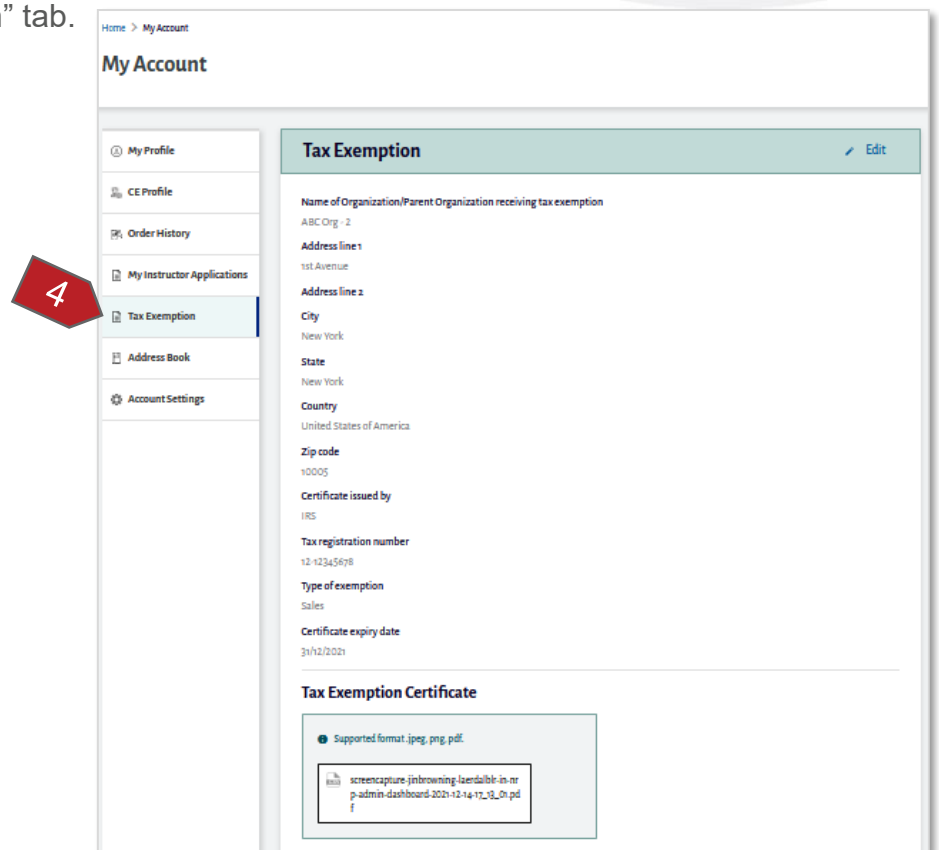 " tab.
Home > My Account
My Account
My Profile
CE Profile
Order History
My Instructor Applications
4
Tax Exemption
Address Book
Account Settings
Tax Exemption
Edit
Name of Organization/Parent Organization receiving tax exemption
ABC Org - 2
Address line 1
1st Avenue
Address line 2
City
New York
State
New York
Country
United States of America
Zip code
10005
Certificate issued by
IRS
Tax registration number
12-12345678
Type of exemption
Sales
Certificate expiry date
31/12/2021
Tax Exemption Certificate
Supported format .jpeg, png, pdf.
screencapture-jinbrowning-laerdalblr-in-nr
p-admin-dashboard-2021-12-14-17_13_01.pd
f